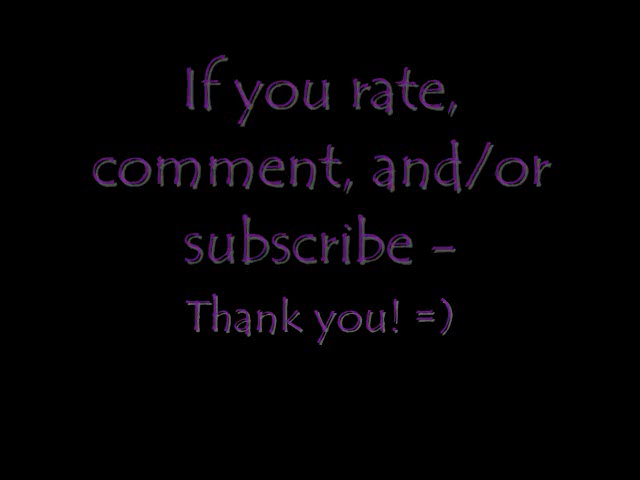 If you rate,
comment, and/or
subscribe -
Thank you! =)